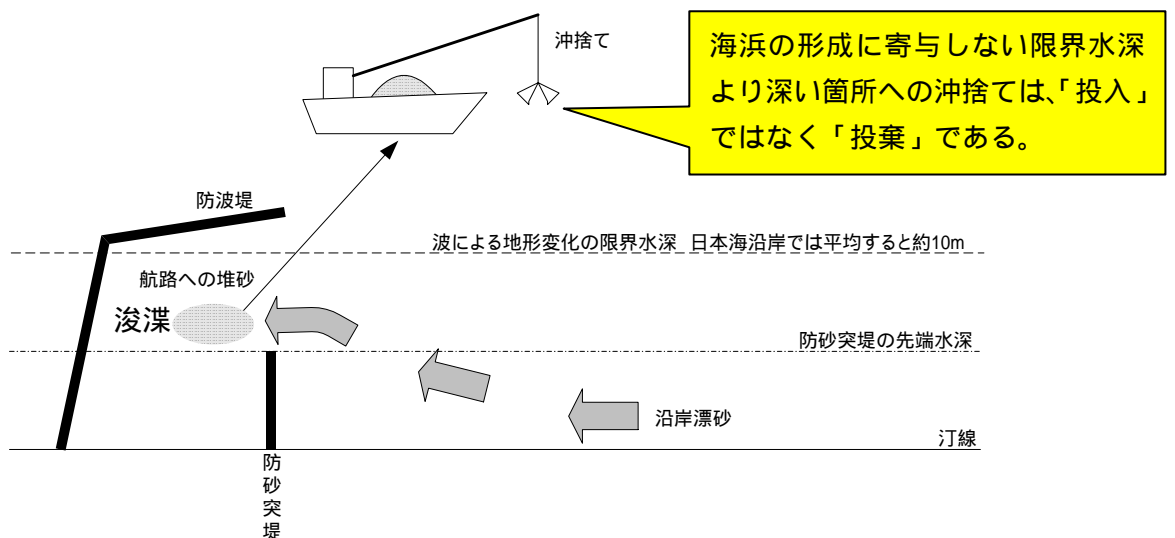 沖捨て
海浜の形成に寄与しない限界水深
より深い箇所への沖捨ては、「投入」
ではなく「投棄」である。
防波堤
波による地形変化の限界水深 日本海沿岸では平均すると約10m
航路への堆砂
浚渫
防砂突堤の先端水深
沿岸漂砂
汀線
防砂突堤